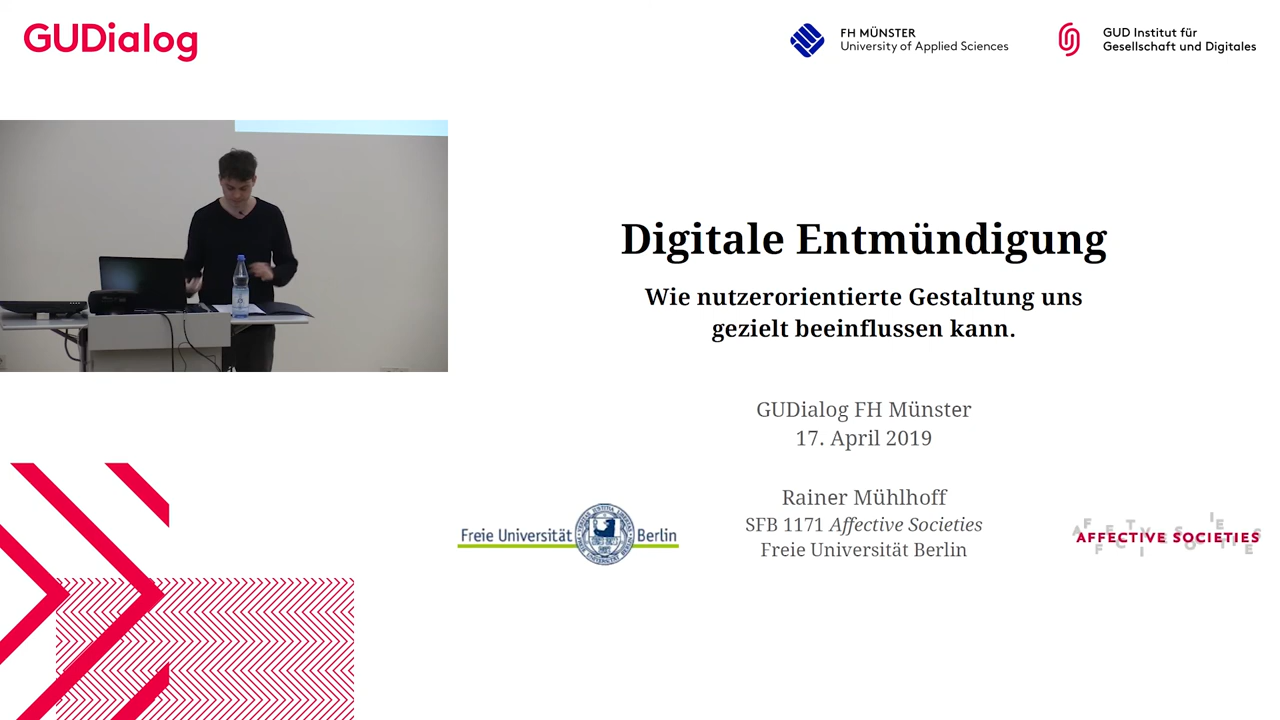 GUDialog
FH MÜNSTER
University of Applied Sciences
GUD Institut für
Gesellschaft und Digitales
Digitale Entmündigung
Wie nutzerorientierte Gestaltung uns
gezielt beeinflussen kann.
GUDialog FH Münster
17. April 2019
Rainer Mühlhoff
SFB 1171 Affective Societies
Freie Universität Berlin
Freie Universität Berlin
AFFECTIVE SOCIETIES